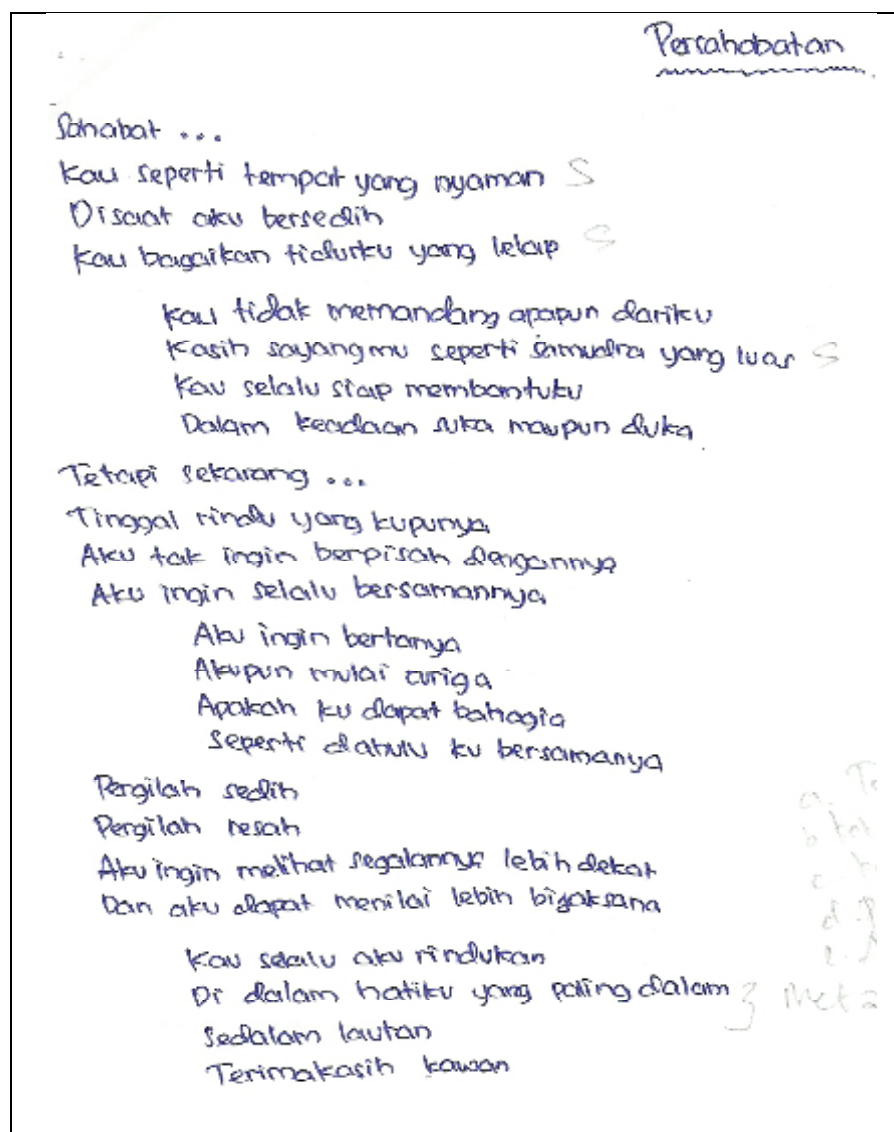 Persahabatan
Sahabat ...
Kau seperti tempat yang nyaman S
Disaat aku bersedih
Kau bagaikan tidurku yang lelap S
Kau tidak memandang apapun dariku
Kasih sayangmu seperti samudra yang luas S
Kau selalu siap membantuku
Dalam keadaan suka maupun duka
Tetapi sekarang ...
Tinggal rindu yang kupunya
Aku tak ingin berpisah dengannya
Aku ingin selalu bersamannya
Aku ingin bertanya
Akupun mulai curiga
Apakah ku dapat bahagia
Seperti dahulu ku bersamanya
Pergilah sedih
Pergilah resah
Aku ingin melihat segalannya lebih dekat
Dan aku dapat menilai lebih bijaksana
Kau selalu aku rindukan
Di dalam hatiku yang paling dalam
Sedalam lautan
Terimakasih kawan
a.
b
c.
d.